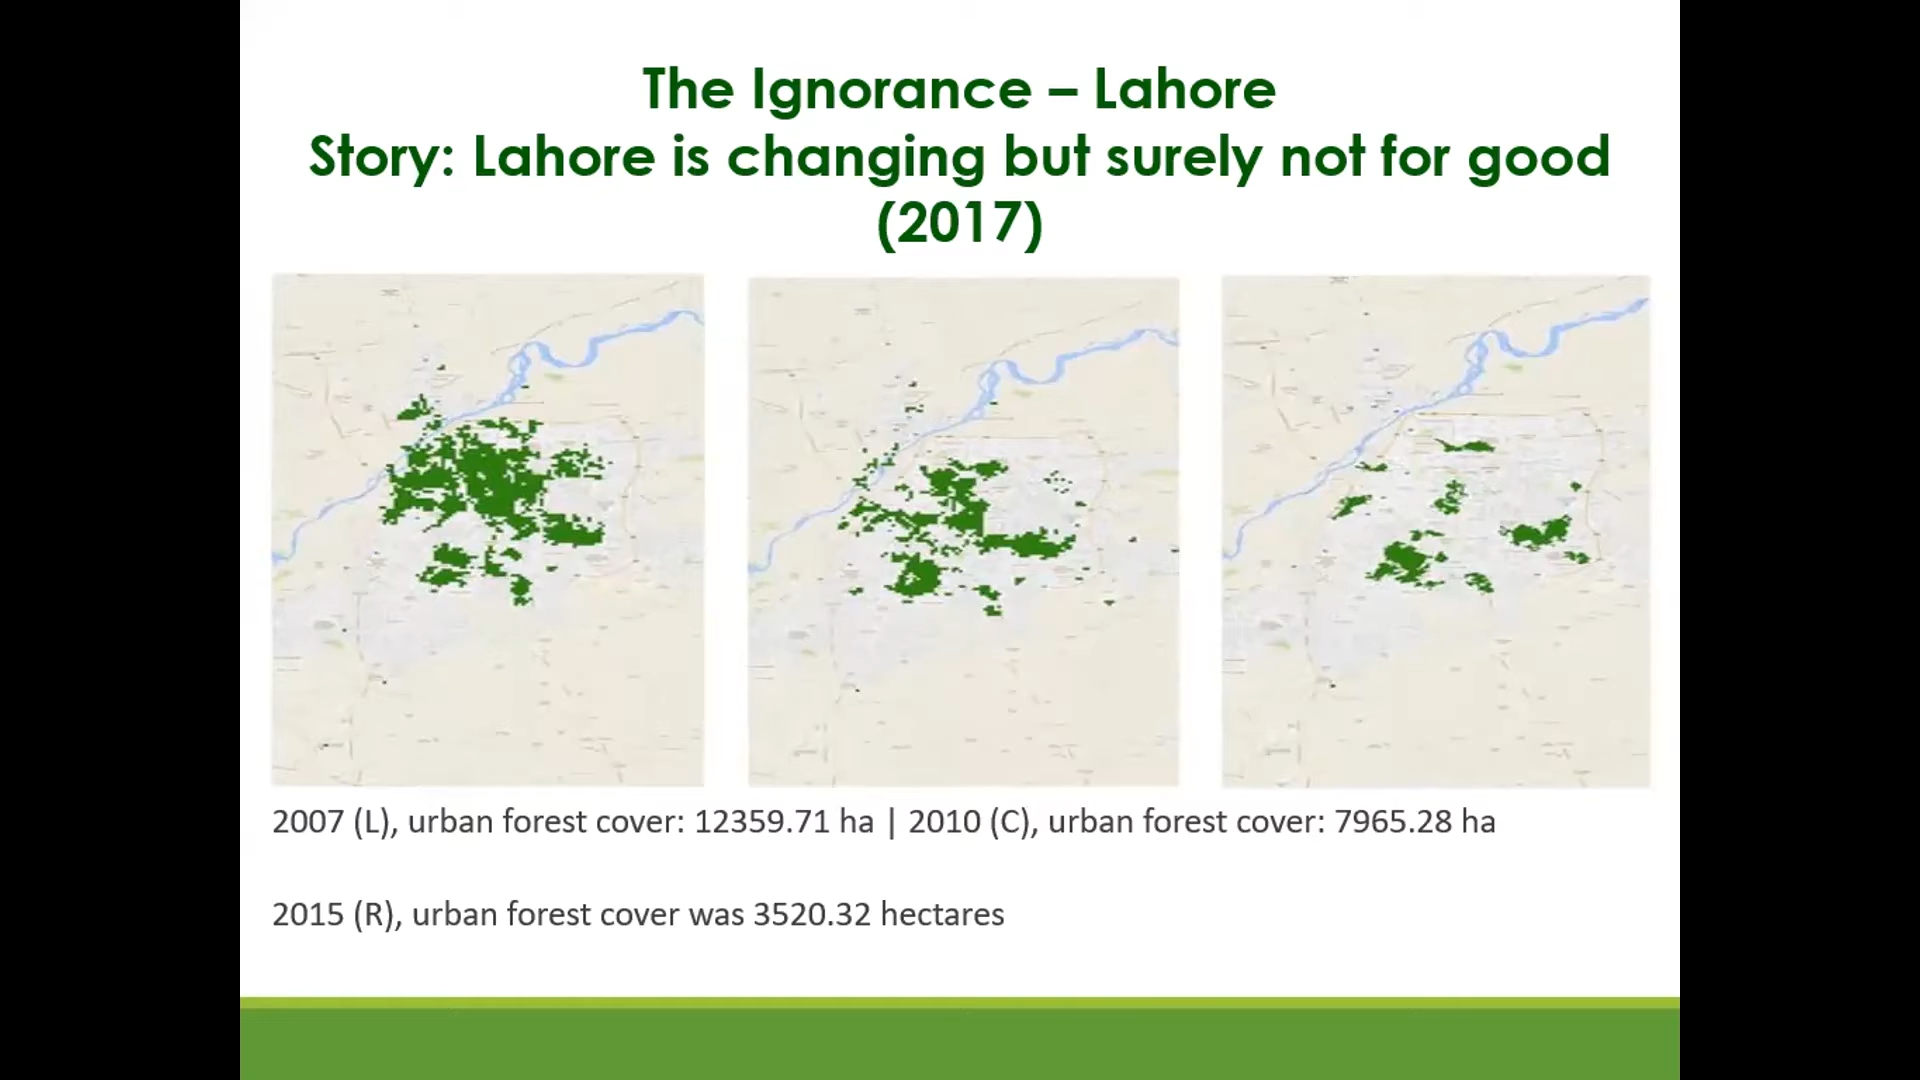 The Ignorance – Lahore
Story: Lahore is changing but surely not for good
(2017)
2007 (L), urban forest cover: 12359.71 ha | 2010 (C), urban forest cover: 7965.28 ha
2015 (R), urban forest cover was 3520.32 hectares